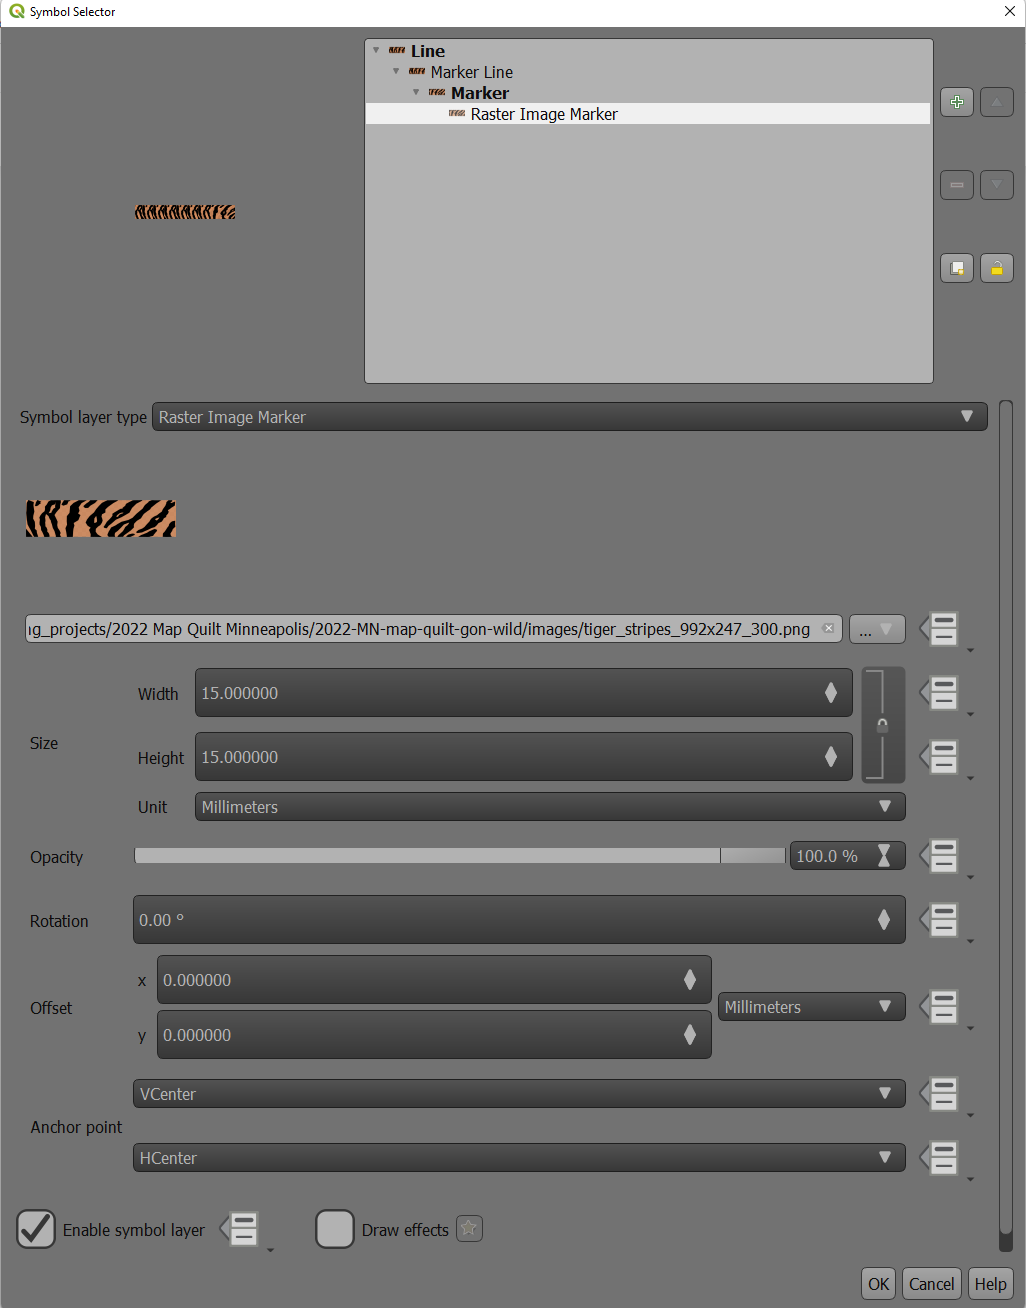 Symbol Selector
Line
Marker Line
Marker
Raster Image Marker
Symbol layer type Raster Image Marker
ng_projects/2022 Map Quilt Minneapolis/2022-MN-map-quilt-gon-wild/images/tiger_stripes_992x247_300.png ...
Size
Width 15.000000
Height 15.000000
Unit Millimeters
Opacity 100.0 %
Rotation 0.00 °
Offset
x 0.000000
y 0.000000
Millimeters
Anchor point
VCenter
HCenter
Enable symbol layer Draw effects
OK Cancel Help